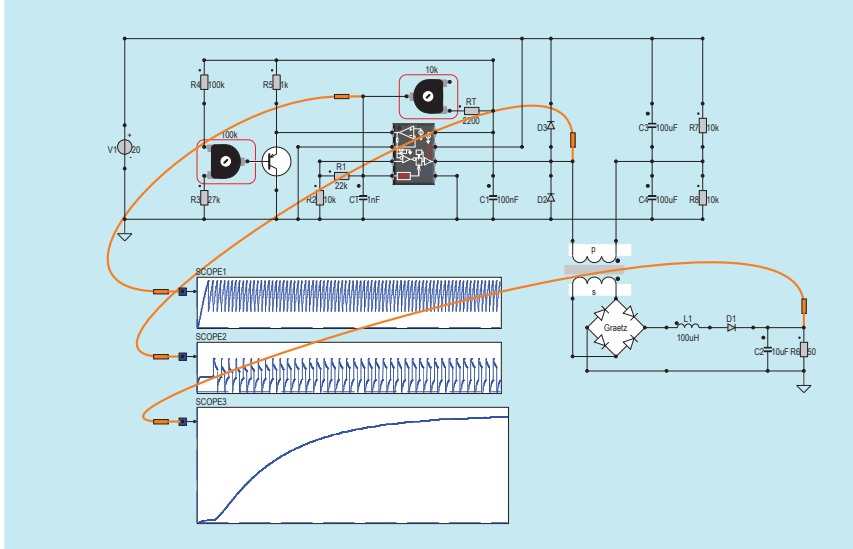 10k
R4 100k
R5 1k
RT
2200
100k
V1 20
+
-
D3
C3 100uF
R7 10k
R1
22k
R3 27k
R2 10k
CT 1nF
C1 100nF
D2
C4 100uF
R8 10k
p
s
SCOPE1
Graetz
L1
100uH
D1
C2 10uF
R6 50
SCOPE2
SCOPE3